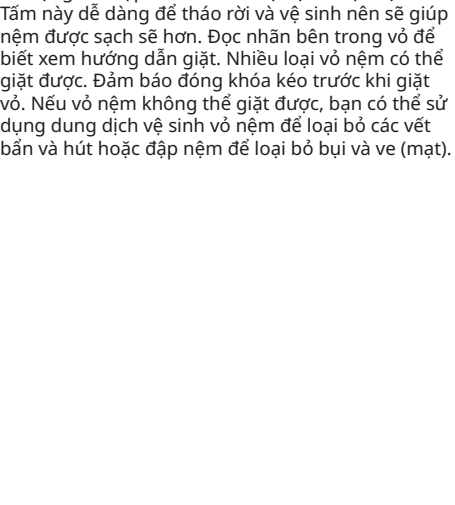 Tấm này dễ dàng để tháo rời và vệ sinh nên sẽ giúp
nệm được sạch sẽ hơn. Đọc nhãn bên trong vỏ để
biết xem hướng dẫn giặt. Nhiều loại vỏ nệm có thể
giặt được. Đảm báo đóng khóa kéo trước khi giặt
vỏ. Nếu vỏ nệm không thể giặt được, bạn có thể sử
dụng dung dịch vệ sinh vỏ nệm để loại bỏ các vết
bẩn và hút hoặc đập nệm để loại bỏ bụi và ve (mạt).